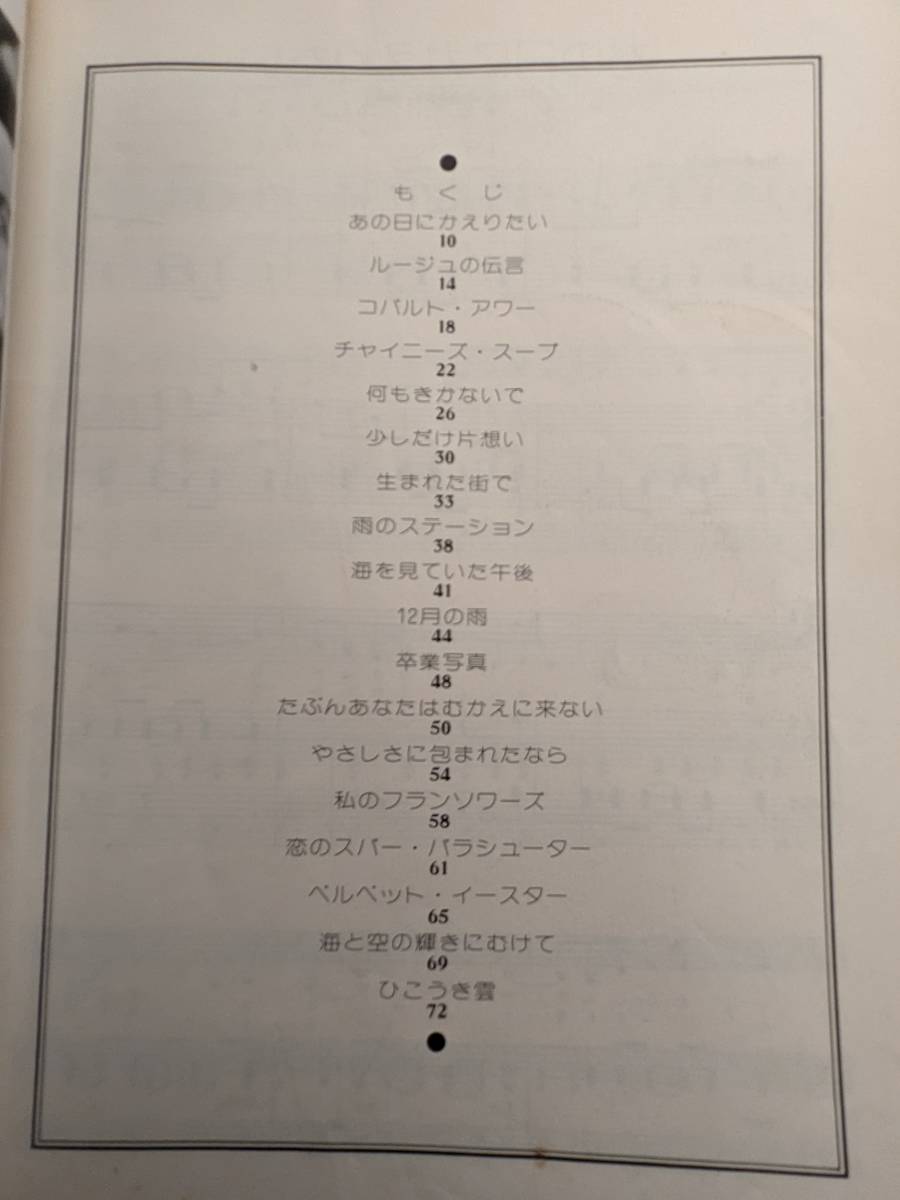 ●
もくじ
あの日にかえりたい
10
ルージュの伝言
14
コバルト・アワー
18
チャイニーズ・スープ
22
何もきかないで
26
少しだけ片想い
30
生まれた街で
33
雨のステーション
38
海を見ていた午後
41
12月の雨
44
卒業写真
48
たぶんあなたはむかえに来ない
50
やさしさに包まれたなら
54
私のフランソワーズ
58
恋のスパー・パラシューター
61
ベルベット・イースター
65
海と空の輝きにむけて
69
ひこうき雲
72
●